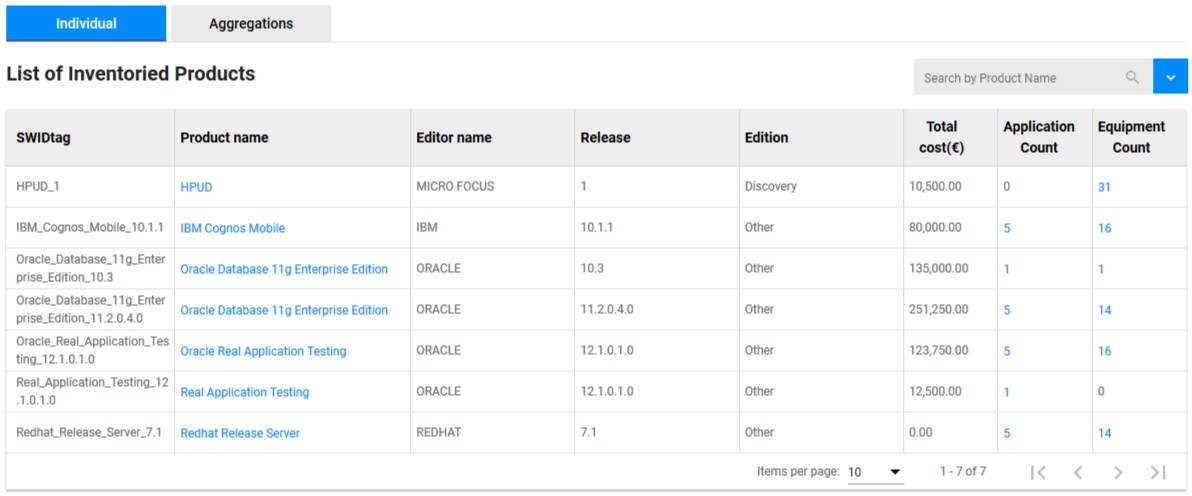 Individual
Aggregations
List of Inventoried Products
Search by Product Name
SWIDtag
Product name
Editor name
Release
Edition
Total
cost(€)
Application
Count
Equipment
Count
HPUD_1
HPUD
MICRO FOCUS
1
Discovery
10,500.00
0
31
IBM_Cognos_Mobile_10.1.1
IBM Cognos Mobile
IBM
10.1.1
Other
80,000.00
5
16
Oracle_Database_11g_Enter
prise_Edition_10.3
Oracle Database 11g Enterprise Edition
ORACLE
10.3
Other
135,000.00
1
1
Oracle_Database_11g_Enter
prise_Edition_11.2.0.4.0
Oracle Database 11g Enterprise Edition
ORACLE
11.2.0.4.0
Other
251,250.00
5
14
Oracle_Real_Application_Tes
ting_12.1.0.1.0
Oracle Real Application Testing
ORACLE
12.1.0.1.0
Other
123,750.00
5
16
Real_Application_Testing_12
.1.0.1.0
Real Application Testing
ORACLE
12.1.0.1.0
Other
12,500.00
1
0
Redhat_Release_Server_7.1
Redhat Release Server
REDHAT
7.1
Other
0.00
5
14
Items per page: 10
1 - 7 of 7